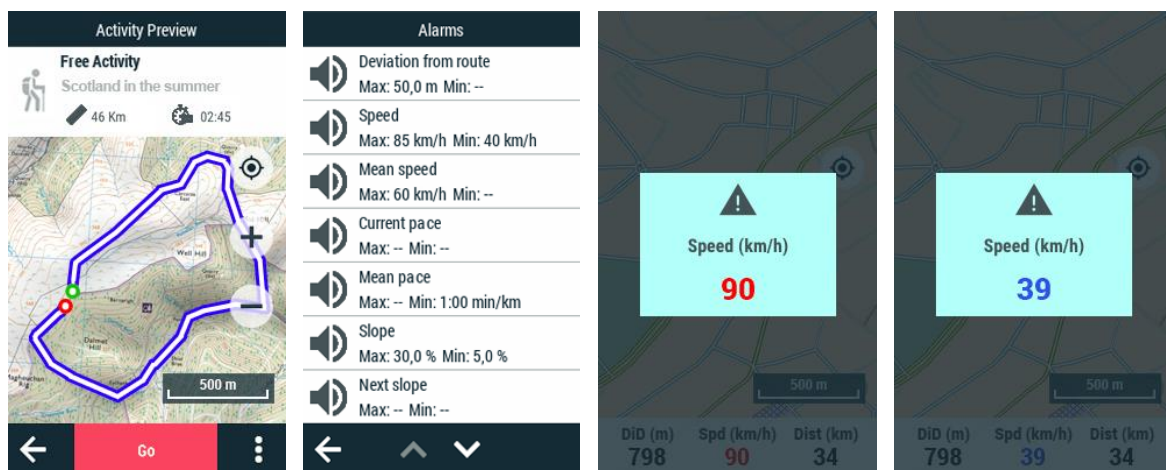 Activity Preview
Free Activity
Scotland in the summer
46 Km 02:45
Well Hill
Dalmet
Hill
500 m
Go
Alarms
Deviation from route
Max: 50,0 m Min: --
Speed
Max: 85 km/h Min: 40 km/h
Mean speed
Max: 60 km/h Min: --
Current pace
Max: -- Min: --
Mean pace
Max: -- Min: 1:00 min/km
Slope
Max: 30,0 % Min: 5,0 %
Next slope
Max: -- Min: --
Speed (km/h)
90
500 m
DiD (m) Spd (km/h) Dist (km)
798 90 34
Speed (km/h)
39
500 m
DiD (m) Spd (km/h) Dist (km)
798 39 34